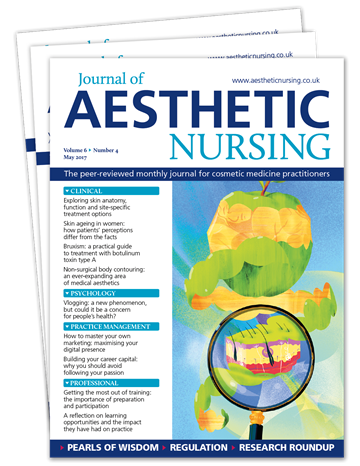 Journal of
www.aestheticnursing.co.uk
AESTHETIC
NURSING
Volume 6 • Number 4
May 2017
The peer-reviewed monthly journal for cosmetic medicine practitioners
CLINICAL
Exploring skin anatomy,
function and site-specific
treatment options
Skin ageing in women:
how patients' perceptions
differ from the facts
Bruxism: a practical guide
to treatment with botulinum
toxin type A
Non-surgical body contouring:
an ever-expanding area
of medical aesthetics
PSYCHOLOGY
Vlogging: a new phenomenon,
but could it be a concern
for people's health?
PRACTICE MANAGEMENT
How to master your own
marketing: maximising your
digital presence
Building your career capital:
why you should avoid
following your passion
PROFESSIONAL
Getting the most out of training:
the importance of preparation
and participation
A reflection on learning
opportunities and the impact
they have had on practice
PEARLS OF WISDOM REGULATION RESEARCH ROUNDUP